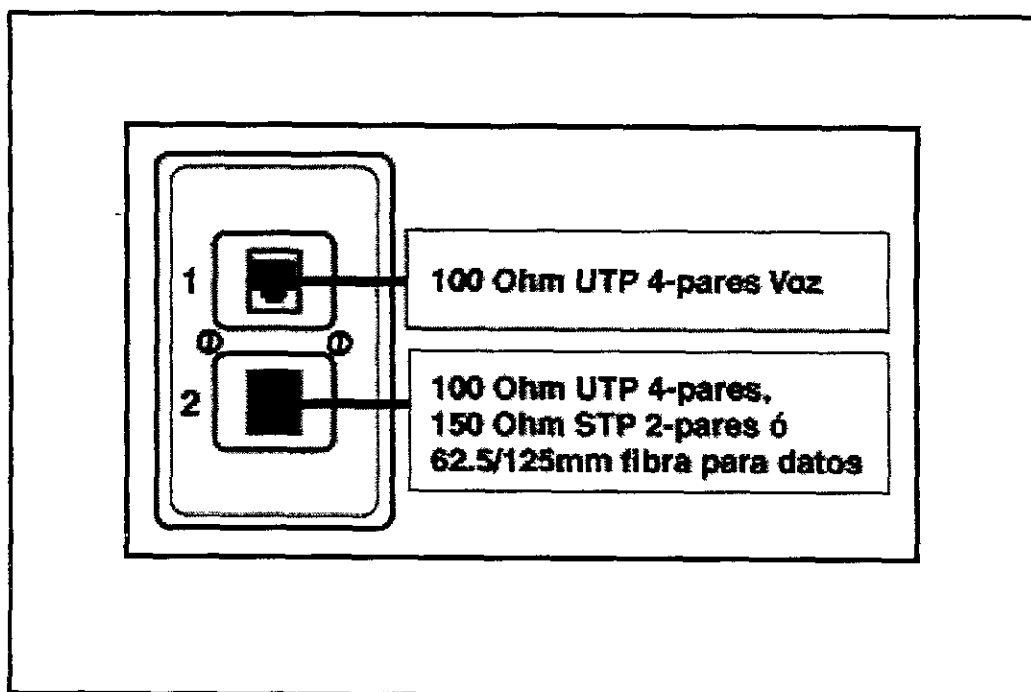 1
100 Ohm UTP 4-pares Voz
2
100 Ohm UTP 4-pares,
150 Ohm STP 2-pares ó
62.5/125mm fibra para datos